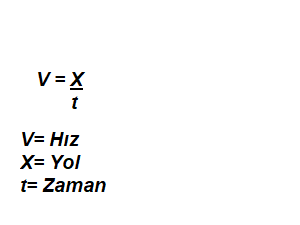 V = X
t
V= Hız
X= Yol
t= Zaman